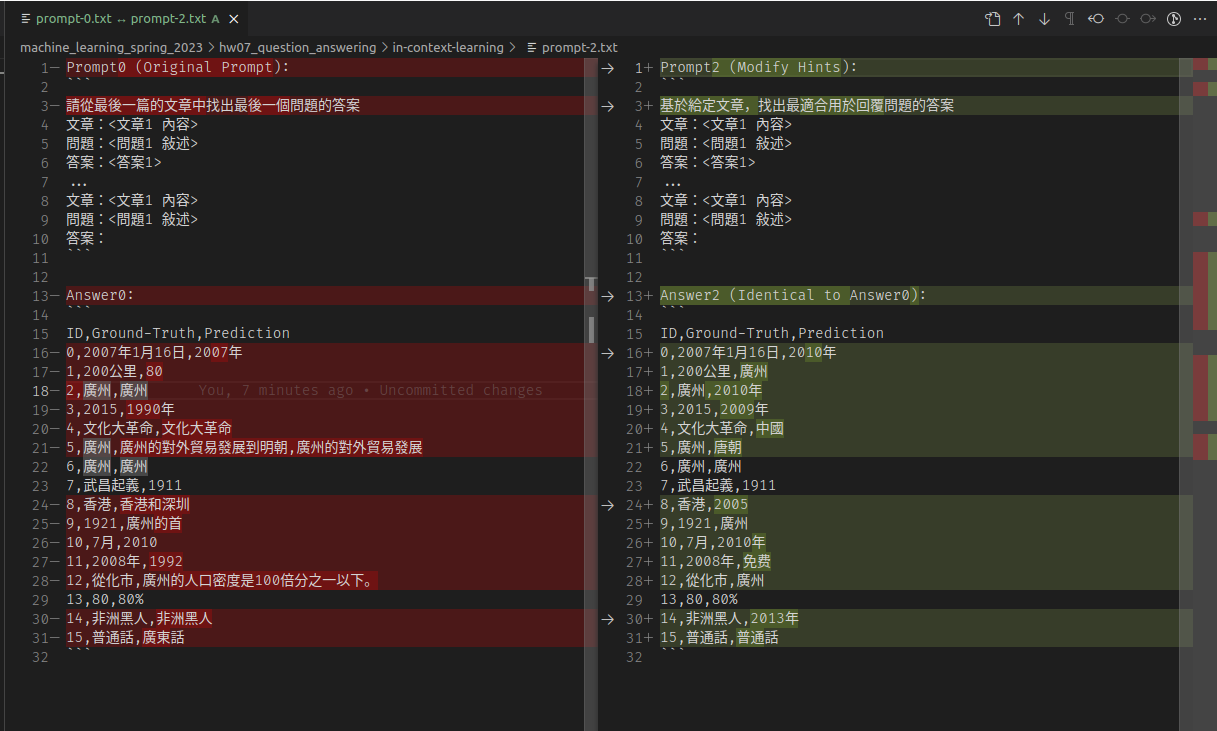 prompt-0.txt ↔ prompt-2.txt A ×
machine_learning_spring_2023 > hw07_question_answering > in-context-learning > prompt-2.txt
1− Prompt0 (Original Prompt):
2 ```
3− 請從最後一篇的文章中找出最後一個問題的答案
4 文章：<文章1 內容>
5 問題：<問題1 敍述>
6 答案：<答案1>
7 ...
8 文章：<文章1 內容>
9 問題：<問題1 敍述>
10 答案：
11 ```
12
13− Answer0:
14 ```
15 ID,Ground-Truth,Prediction
16− 0,2007年1月16日,2007年
17− 1,200公里,80
18− 2,廣州,廣州 You, 7 minutes ago • Uncommitted changes
19− 3,2015,1990年
20− 4,文化大革命,文化大革命
21− 5,廣州,廣州的對外貿易發展到明朝,廣州的對外貿易發展
22 6,廣州,廣州
23 7,武昌起義,1911
24− 8,香港,香港和深圳
25− 9,1921,廣州的首
26− 10,7月,2010
27− 11,2008年,1992
28− 12,從化市,廣州的人口密度是100倍分之一以下。
29 13,80,80%
30− 14,非洲黑人,非洲黑人
31− 15,普通話,廣東話
32 ```
1+ Prompt2 (Modify Hints):
2 ```
3+ 基於給定文章，找出最適合用於回覆問題的答案
4 文章：<文章1 內容>
5 問題：<問題1 敍述>
6 答案：<答案1>
7 ...
8 文章：<文章1 內容>
9 問題：<問題1 敍述>
10 答案：
11 ```
12
13+ Answer2 (Identical to Answer0):
14 ```
15 ID,Ground-Truth,Prediction
16+ 0,2007年1月16日,2010年
17+ 1,200公里,廣州
18+ 2,廣州,2010年
19+ 3,2015,2009年
20+ 4,文化大革命,中國
21+ 5,廣州,唐朝
22 6,廣州,廣州
23 7,武昌起義,1911
24+ 8,香港,2005
25+ 9,1921,廣州
26+ 10,7月,2010年
27+ 11,2008年,免费
28+ 12,從化市,廣州
29 13,80,80%
30+ 14,非洲黑人,2013年
31+ 15,普通話,普通話
32 ```